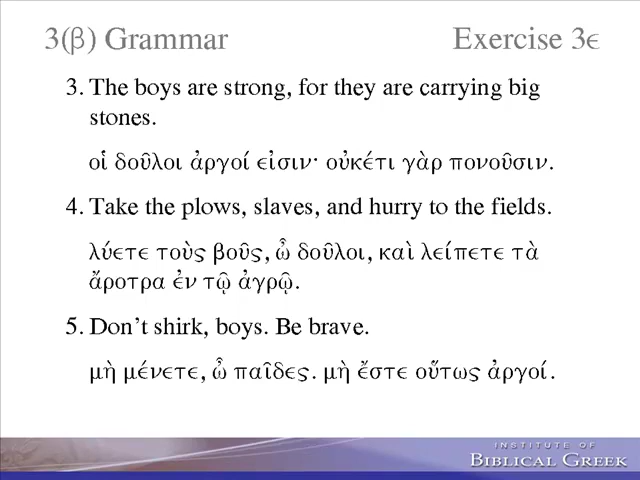 3(β) Grammar
Exercise 3ϵ
3. The boys are strong, for they are carrying big
stones.
οἱ δοῦλοι ἀργοί εἰσιν· οὐκέτι γὰρ πονοῦσιν.
4. Take the plows, slaves, and hurry to the fields.
λύετε τοὺς βοῦς, ὦ δοῦλοι, καὶ λείπετε τὰ
ἄροτρα ἐν τῷ ἀγρῷ.
5. Don't shirk, boys. Be brave.
μὴ μένετε, ὦ παῖδες. μὴ ἔστε οὕτως ἀργοί.
INSTITUTE OF
BIBLICAL GREEK